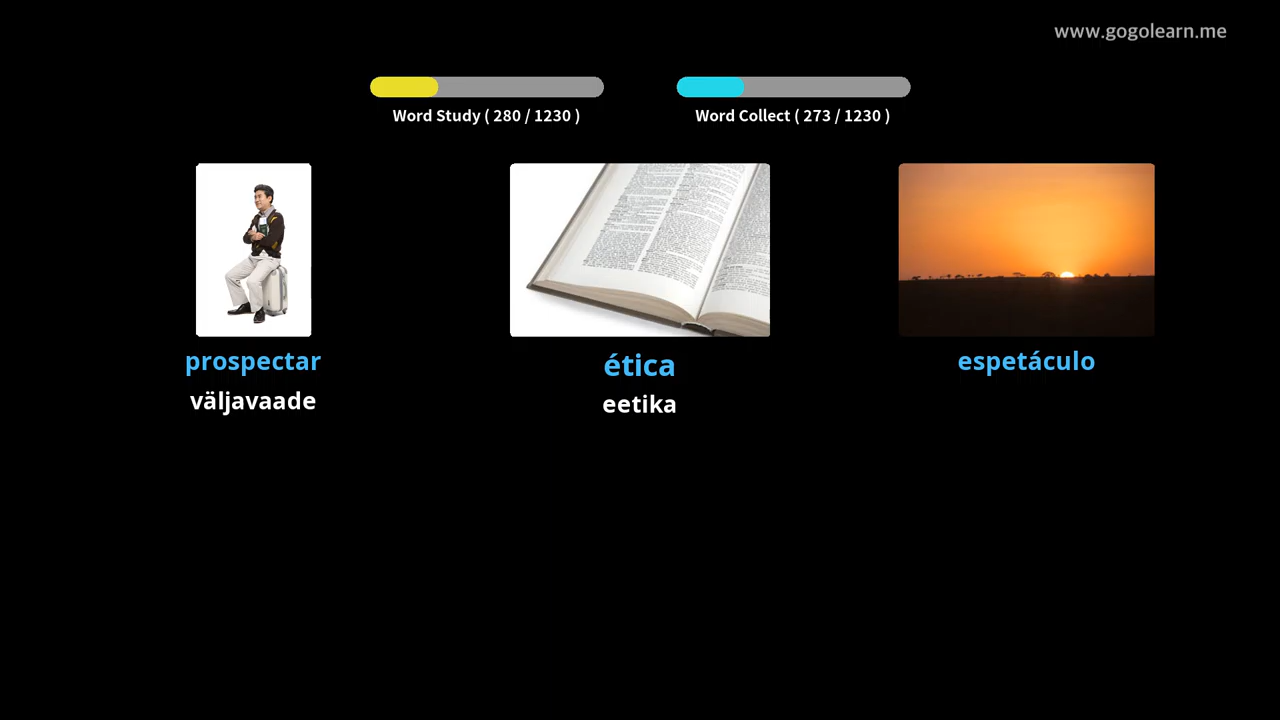 www.gogolearn.me
Word Study ( 280 / 1230 )
Word Collect ( 273 / 1230 )
prospectar
ética
espetáculo
väljavaade
eetika